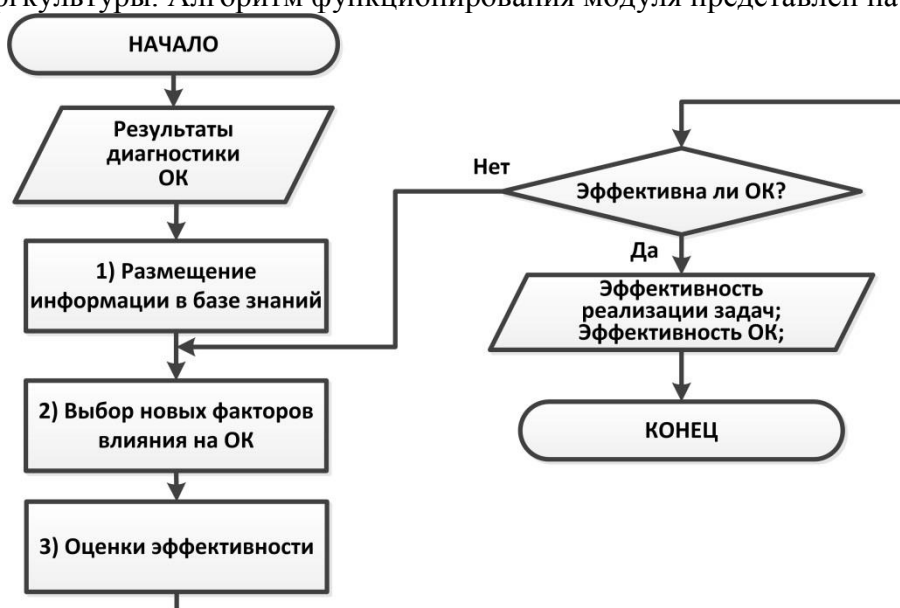 оргкультуры. Алгоритм функционирования модуля представлен на
НАЧАЛО
Результаты
диагностики
ОК
1) Размещение
информации в базе знаний
2) Выбор новых факторов
влияния на ОК
3) Оценки эффективности
Нет
Эффективна ли ОК?
Да
Эффективность
реализации задач;
Эффективность ОК;
КОНЕЦ